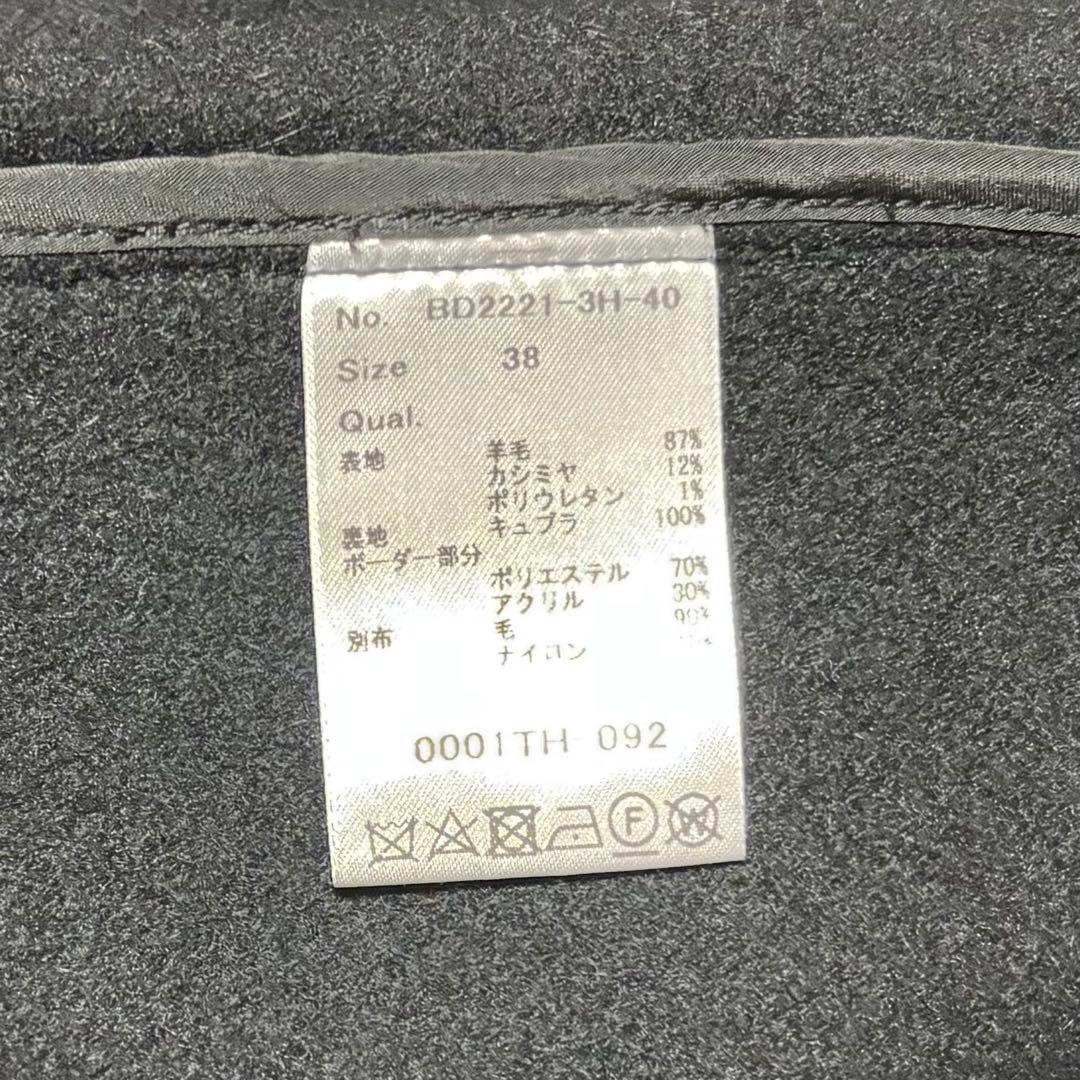 No. BD2221-3H-40
Size 38
Qual.
表地 羊毛 87%
カシミヤ 12%
ポリウレタン 1%
裏地 キュプラ 100%
ボーダー部分
ポリエステル 70%
アクリル 30%
別布 毛
ナイロン
0001TH-092
F
W